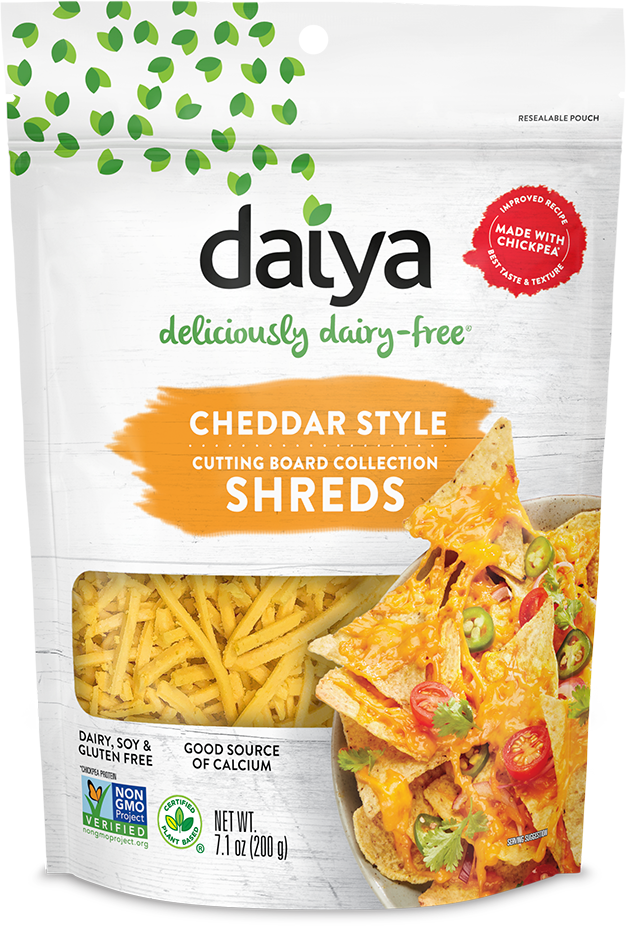 RESEALABLE POUCH
IMPROVED RECIPE
MADE WITH
CHICKPEA*
BEST TASTE & TEXTURE
daiya
deliciously dairy-free®
CHEDDAR STYLE
CUTTING BOARD COLLECTION
SHREDS
DAIRY, SOY &
GLUTEN FREE
*CHICKPEA PROTEIN
GOOD SOURCE
OF CALCIUM
NON
GMO
Project
VERIFIED
nongmoproject.org
CERTIFIED
PLANT BASED
®
NET WT.
7.1 oz (200 g)
SERVING SUGGESTION